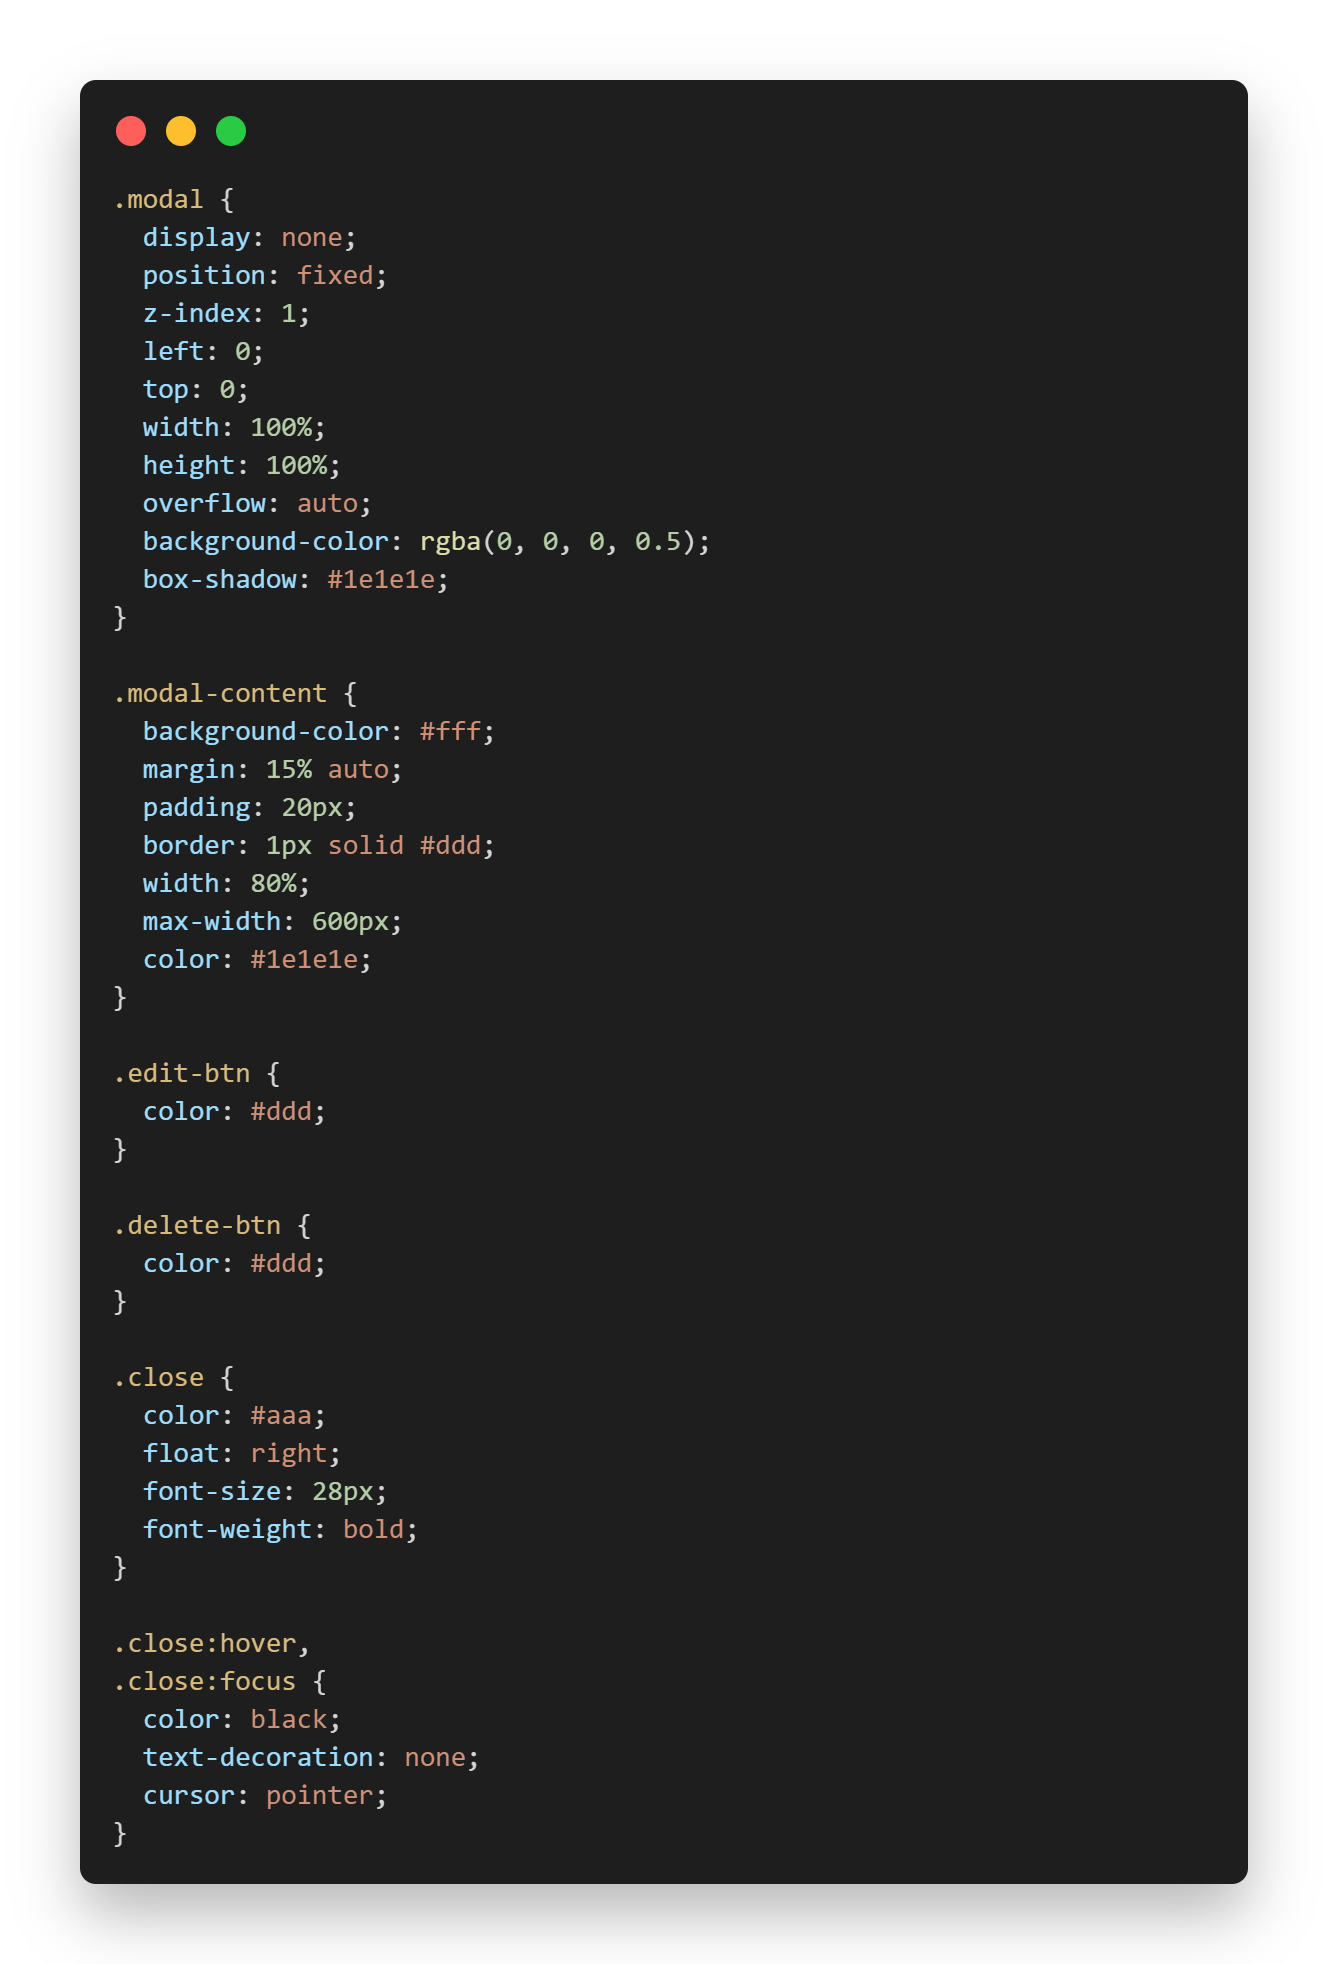 .modal {
  display: none;
  position: fixed;
  z-index: 1;
  left: 0;
  top: 0;
  width: 100%;
  height: 100%;
  overflow: auto;
  background-color: rgba(0, 0, 0, 0.5);
  box-shadow: #1e1e1e;
}

.modal-content {
  background-color: #fff;
  margin: 15% auto;
  padding: 20px;
  border: 1px solid #ddd;
  width: 80%;
  max-width: 600px;
  color: #1e1e1e;
}

.edit-btn {
  color: #ddd;
}

.delete-btn {
  color: #ddd;
}

.close {
  color: #aaa;
  float: right;
  font-size: 28px;
  font-weight: bold;
}

.close:hover,
.close:focus {
  color: black;
  text-decoration: none;
  cursor: pointer;
}